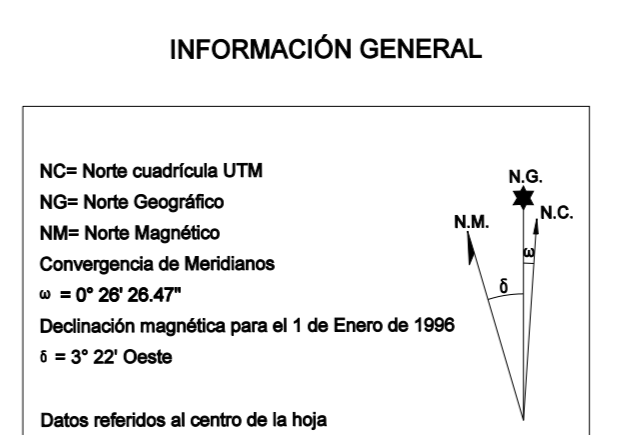 INFORMACIÓN GENERAL
NC= Norte cuadrícula UTM
NG= Norte Geográfico
NM= Norte Magnético
Convergencia de Meridianos
ω = 0° 26' 26.47"
Declinación magnética para el 1 de Enero de 1996
δ = 3° 22' Oeste
Datos referidos al centro de la hoja
N.G.
N.M.
N.C.
ω
δ